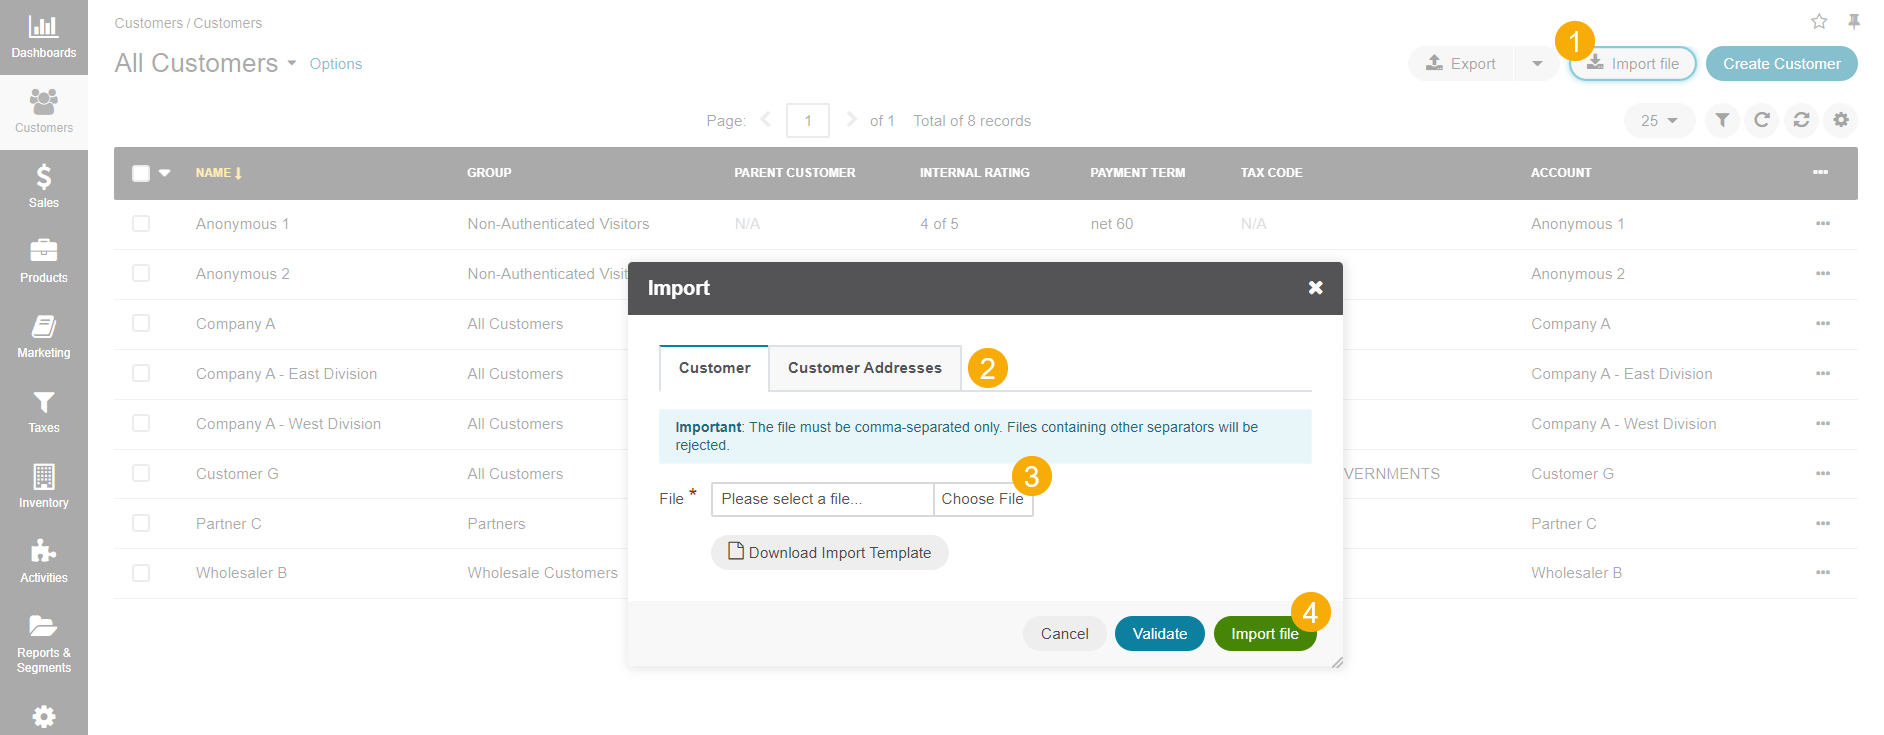 Dashboards
Customers
Sales
Products
Marketing
Taxes
Inventory
Activities
Reports &
Segments
Customers / Customers
All Customers Options
1
Export Import file Create Customer
Page: 1 of 1 Total of 8 records 25
NAME GROUP PARENT CUSTOMER INTERNAL RATING PAYMENT TERM TAX CODE ACCOUNT
Anonymous 1 Non-Authenticated Visitors N/A 4 of 5 net 60 N/A Anonymous 1
Anonymous 2 Non-Authenticated Visit Anonymous 2
Company A All Customers Company A
Company A - East Division All Customers Company A - East Division
Company A - West Division All Customers Company A - West Division
Customer G All Customers VERNMENTS Customer G
Partner C Partners Partner C
Wholesaler B Wholesale Customers Wholesaler B
Import
Customer Customer Addresses 2
Important: The file must be comma-separated only. Files containing other separators will be
rejected.
3
File * Please select a file... Choose File
Download Import Template
4
Cancel Validate Import file